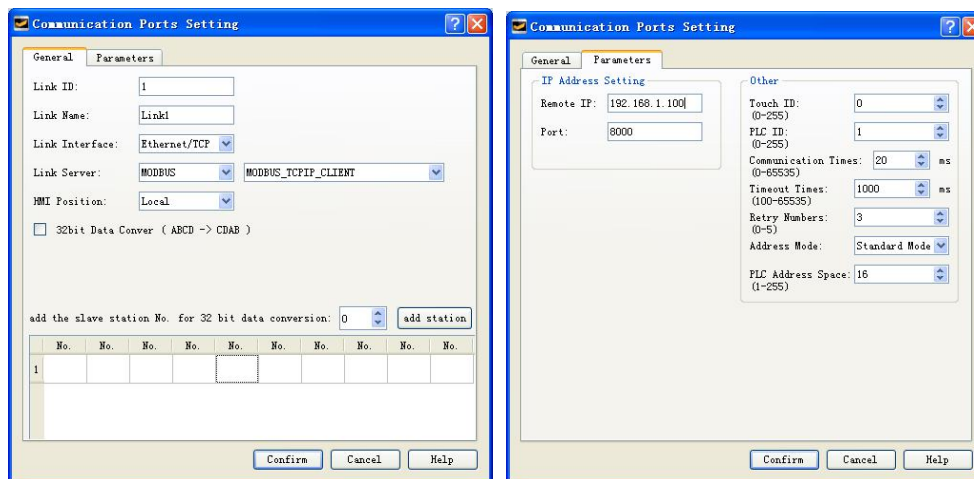 Communication Ports Setting
General Parameters
Link ID: 1
Link Name: Link1
Link Interface: Ethernet/TCP
Link Server: MODBUS MODBUS_TCPIP_CLIENT
HMI Position: Local
32bit Data Conver ( ABCD -> CDAB )
add the slave station No. for 32 bit data conversion: 0 add station
No. No. No. No. No. No. No. No. No. No.
1
Confirm Cancel Help
Communication Ports Setting
General Parameters
IP Address Setting
Remote IP: 192.168.1.100
Port: 8000
Other
Touch ID: 0
(0-255)
PLC ID: 1
(0-255)
Communication Times: 20 ms
(0-65535)
Timeout Times: 1000 ms
(100-65535)
Retry Numbers: 3
(0-5)
Address Mode: Standard Mode
PLC Address Space: 16
(1-255)
Confirm Cancel Help